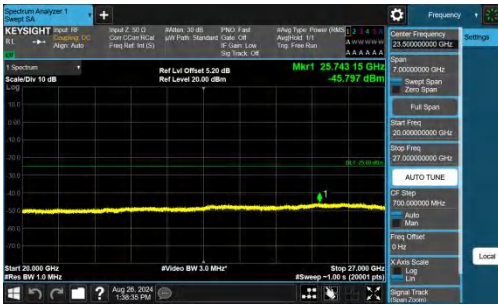 Spectrum Analyzer 1
Swept SA
Frequency
KEYSIGHT
Input: RF
Coupling: DC
Align: Auto
Input Z: 50 Ω
Corr CCorr RCal
Freq Ref: Int (S)
#Atten: 30 dB
µW Path: Standard
PNO: Fast
Gate: Off
IF Gain: Low
Sig Track: Off
#Avg Type: Power (RMS)
Avg|Hold: 1/1
Trig: Free Run
1 2 3 4 5
A W W W W W
A A A A A A
RL
1 Spectrum
Scale/Div 10 dB
Log
Ref Lvl Offset 5.20 dB
Ref Level 20.00 dBm
Mkr1 25.743 15 GHz
-45.797 dBm
10.0
0.00
-10.0
-20.0
-30.0
-40.0
-50.0
-60.0
-70.0
1
Start 20.000 GHz
#Res BW 1.0 MHz
#Video BW 3.0 MHz*
Stop 27.000 GHz
#Sweep ~1.00 s (20001 pts)
Aug 26, 2024
1:38:35 PM
Center Frequency
23.500000000 GHz
Settings
Span
7.00000000 GHz
Swept Span
Zero Span
Full Span
Start Freq
20.000000000 GHz
Stop Freq
27.000000000 GHz
AUTO TUNE
CF Step
700.000000 MHz
Auto
Man
Freq Offset
0 Hz
X Axis Scale
Log
Lin
Signal Track
(Span Zoom)
Local